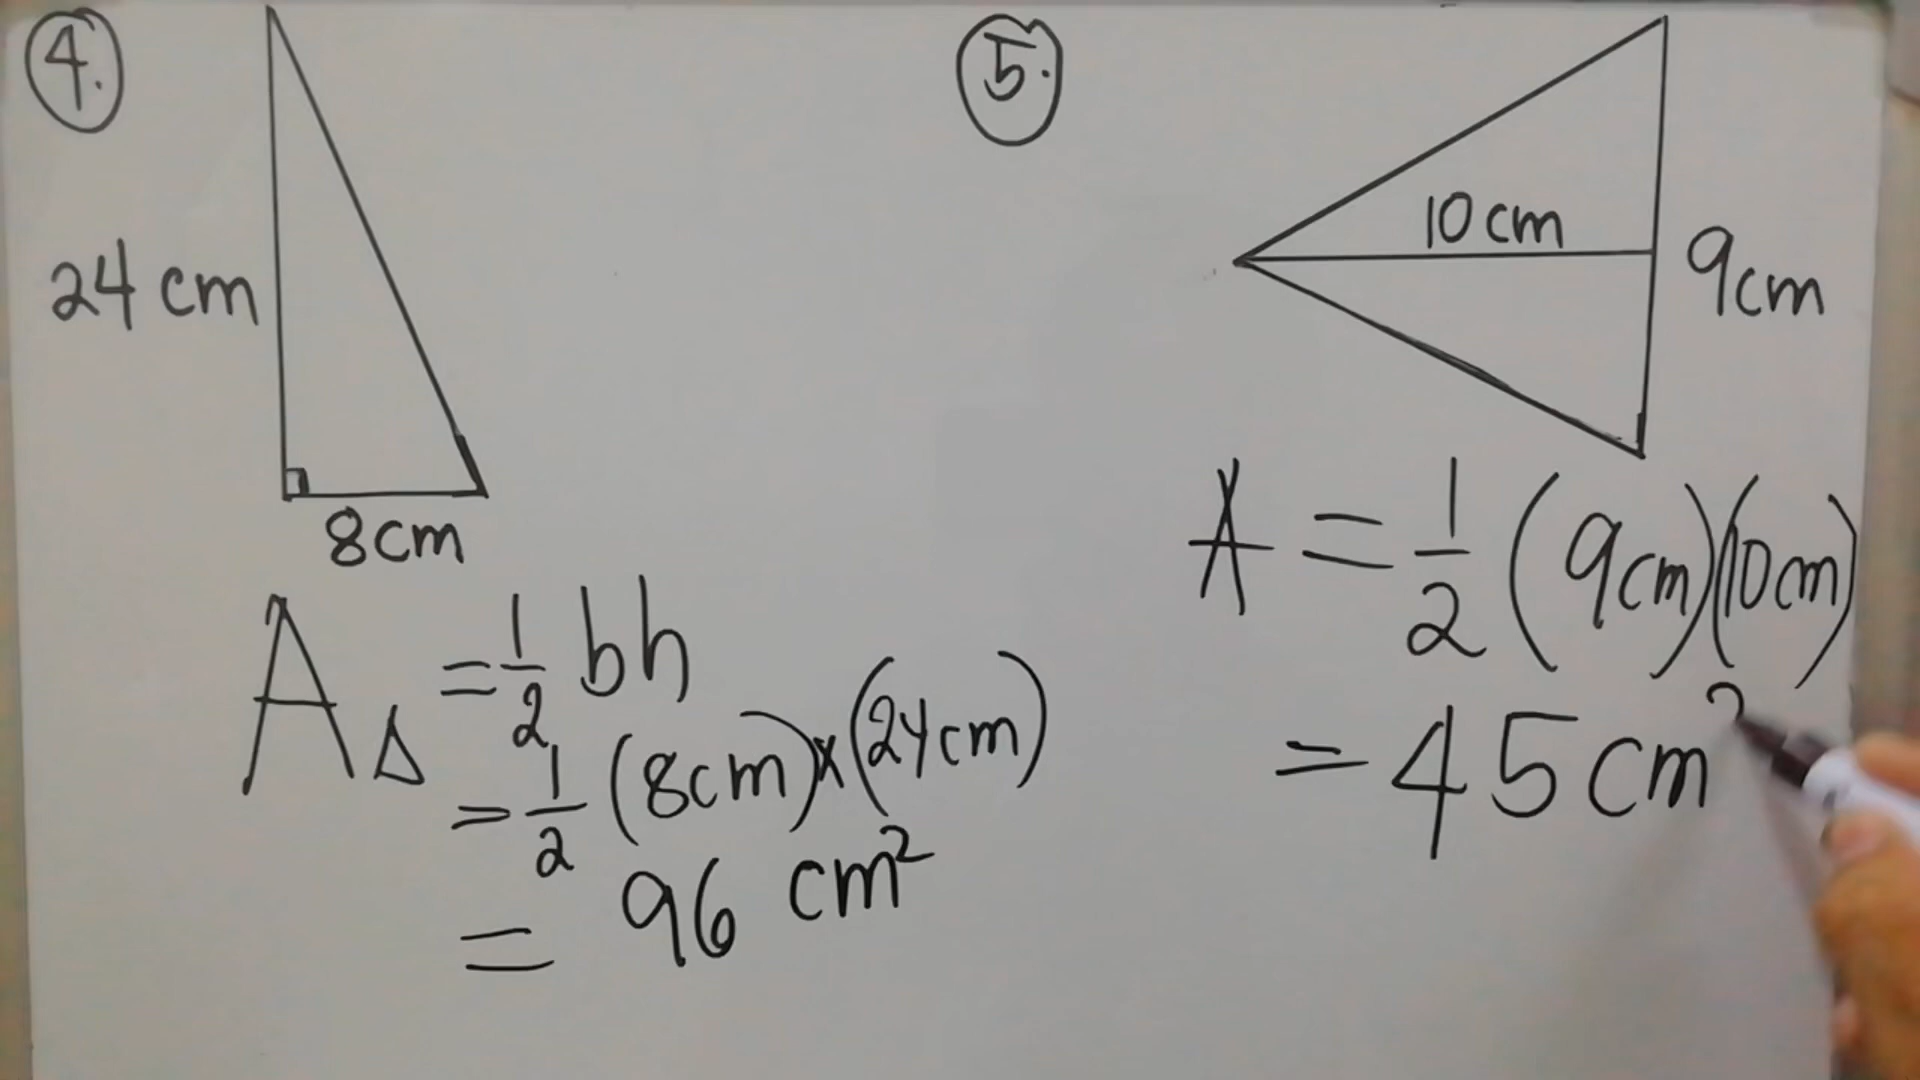 4.
24 cm
8cm
A△ = 1/2 bh
= 1/2 (8cm)x(24cm)
= 96 cm²
5.
10 cm
9cm
A = 1/2 (9cm)(10cm)
= 45 cm²